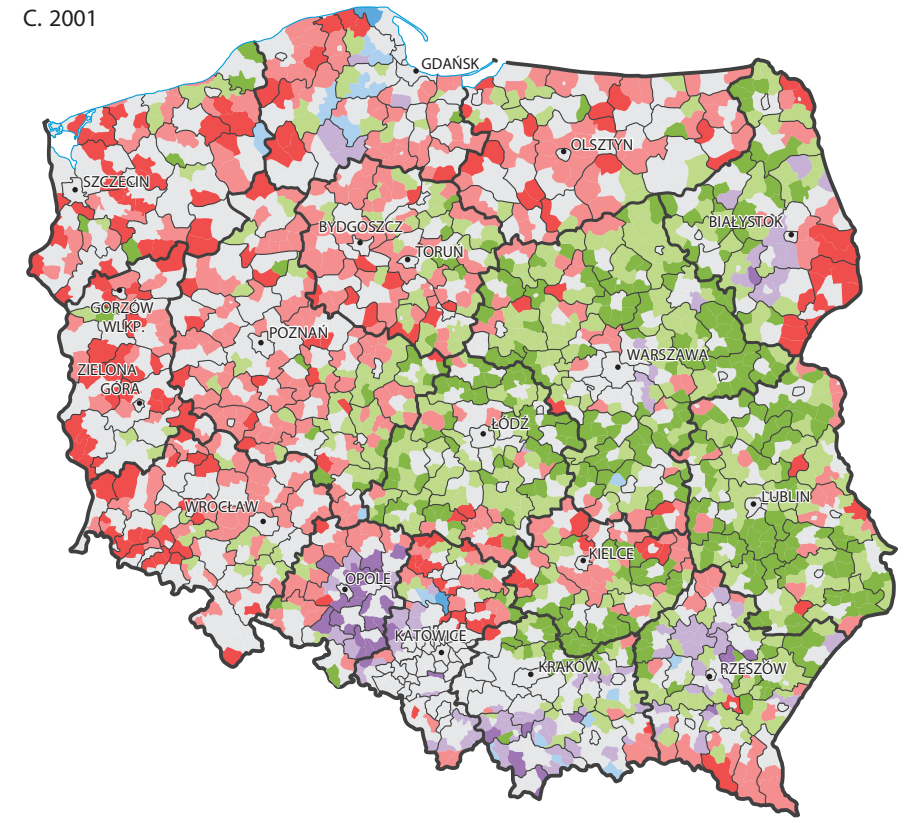 C. 2001
GDAŃSK
OLSZTYN
SZCZECIN
BIAŁYSTOK
BYDGOSZCZ
TORUŃ
GORZÓW
WLKP.
POZNAŃ
WARSZAWA
ZIELONA
GÓRA
ŁÓDŹ
LUBLIN
WROCŁAW
KIELCE
OPOLE
KATOWICE
KRAKÓW
RZESZÓW